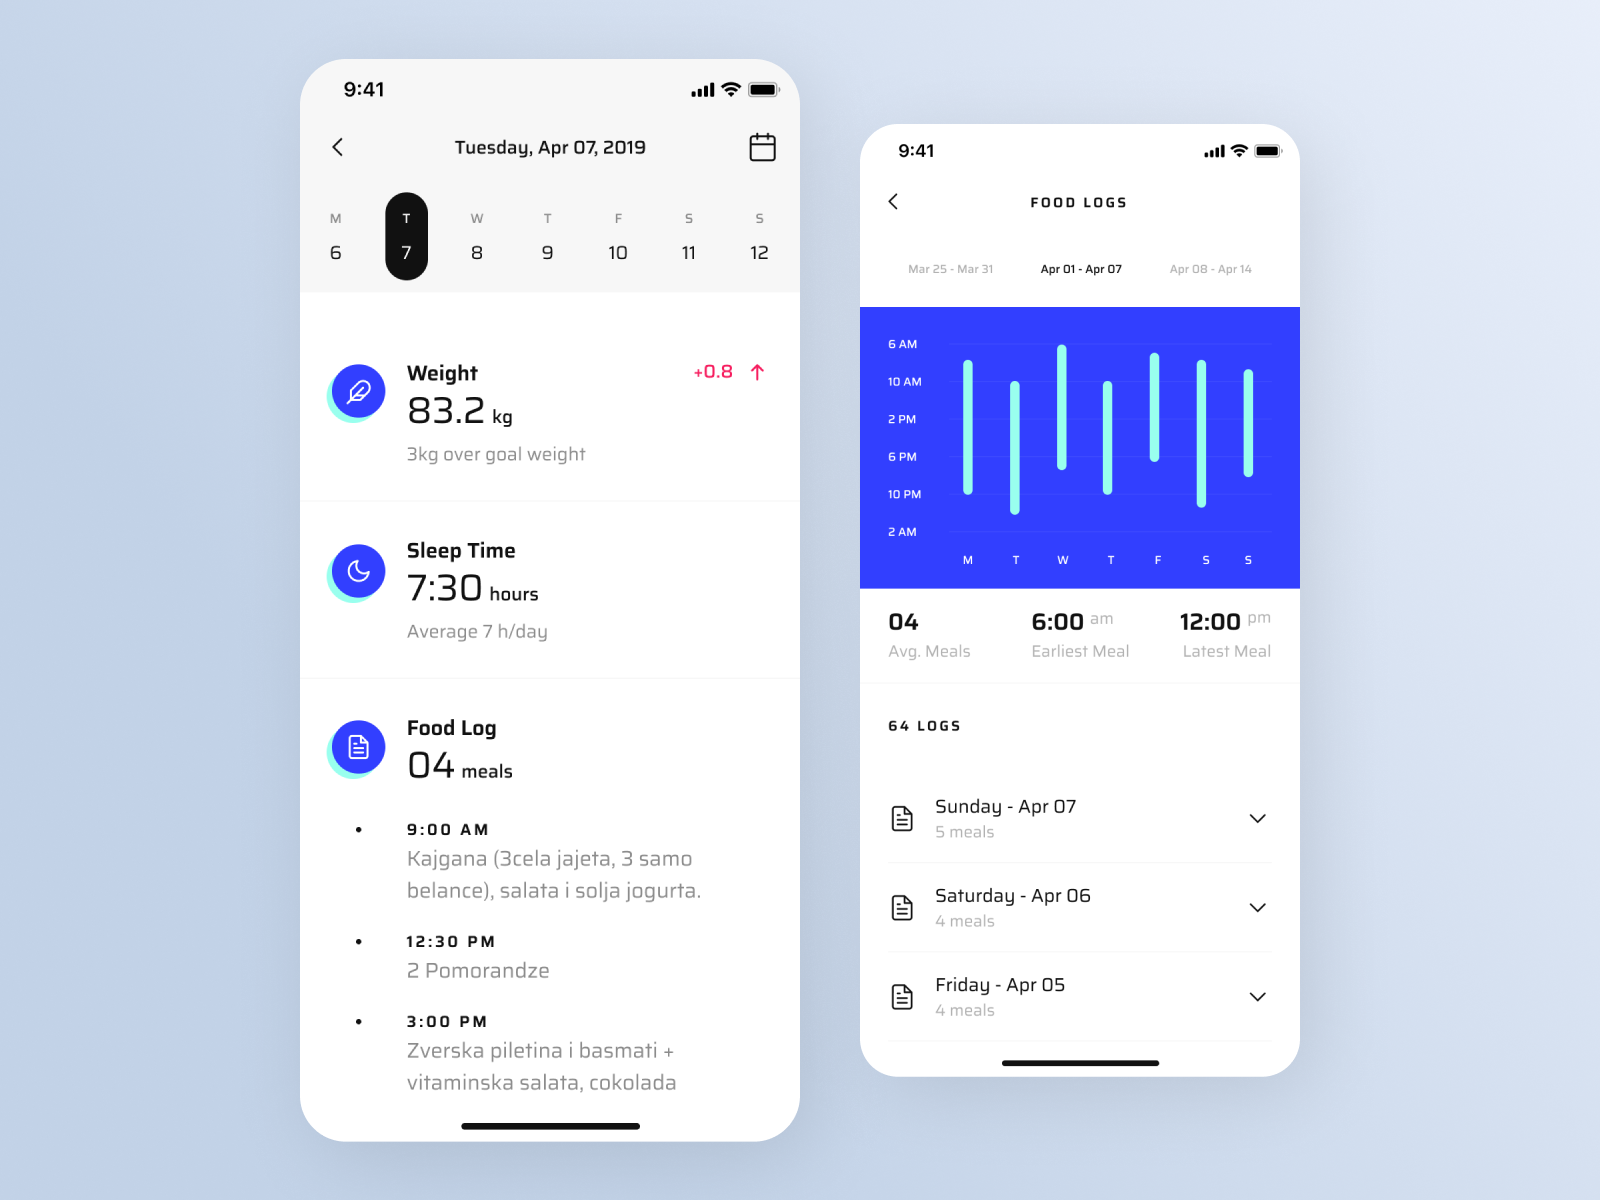 9:41
Tuesday, Apr 07, 2019
M T W T F S S
6 7 8 9 10 11 12
Weight
+0.8
83.2 kg
3kg over goal weight
Sleep Time
7:30 hours
Average 7 h/day
Food Log
04 meals
9:00 AM
Kajgana (3cela jajeta, 3 samo
belance), salata i solja jogurta.
12:30 PM
2 Pomorandze
3:00 PM
Zverska piletina i basmati +
vitaminska salata, cokolada
9:41
FOOD LOGS
Mar 25 - Mar 31 Apr 01 - Apr 07 Apr 08 - Apr 14
6 AM
10 AM
2 PM
6 PM
10 PM
2 AM
M T W T F S S
04 6:00 am 12:00 pm
Avg. Meals Earliest Meal Latest Meal
64 LOGS
Sunday - Apr 07
5 meals
Saturday - Apr 06
4 meals
Friday - Apr 05
4 meals